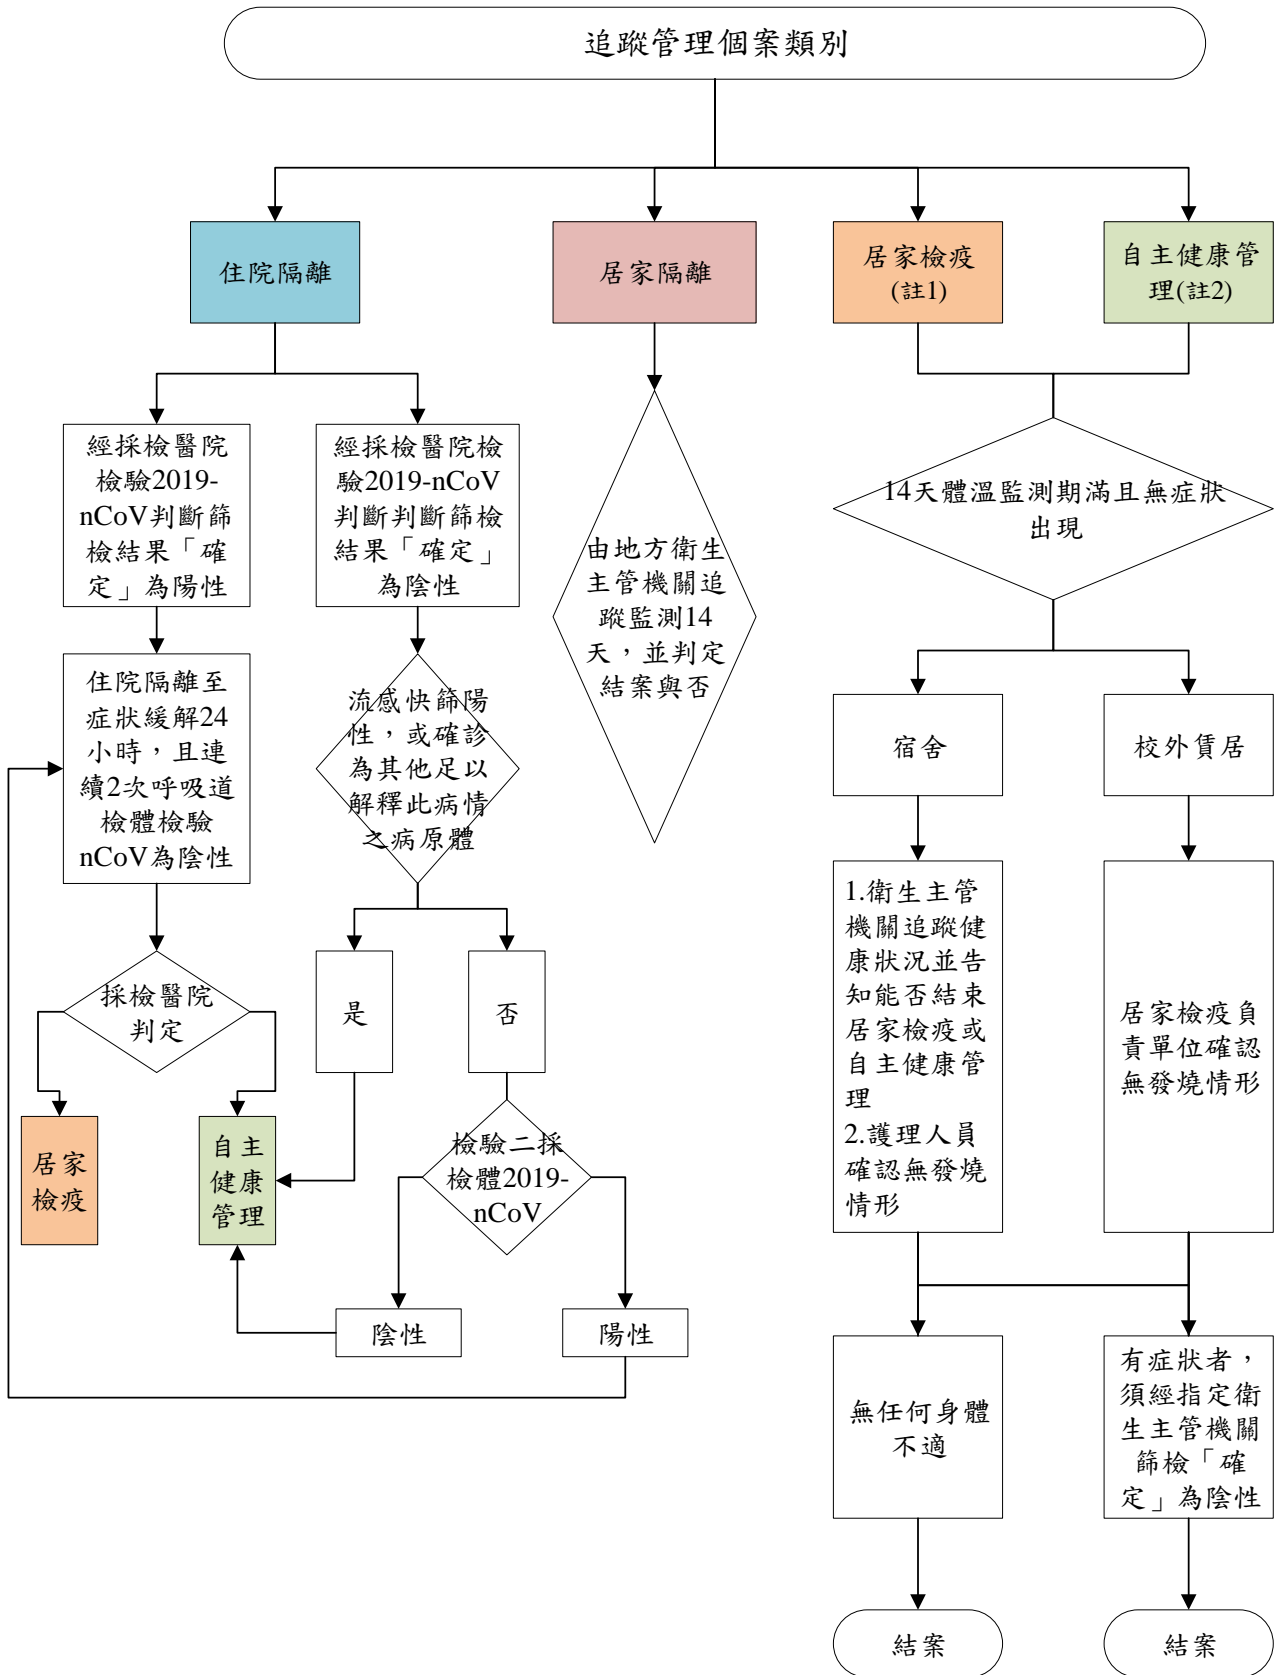 追蹤管理個案類別
住院隔離
居家隔離
居家檢疫
(註1)
自主健康管
理(註2)
經採檢醫院
檢驗2019-
nCoV判斷篩
檢結果「確
定」為陽性
經採檢醫院檢
驗2019-nCoV
判斷判斷篩檢
結果「確定」
為陰性
由地方衛生
主管機關追
蹤監測14
天，並判定
結案與否
14天體溫監測期滿且無症狀
出現
住院隔離至
症狀緩解24
小時，且連
續2次呼吸道
檢體檢驗
nCoV為陰性
流感快篩陽
性，或確診
為其他足以
解釋此病情
之病原體
宿舍
校外賃居
採檢醫院
判定
是
否
1.衛生主管
機關追蹤健
康狀況並告
知能否結束
居家檢疫或
自主健康管
理
2.護理人員
確認無發燒
情形
居家檢疫負
責單位確認
無發燒情形
居家
檢疫
自主
健康
管理
檢驗二採
檢體2019-
nCoV
陰性
陽性
無任何身體
不適
有症狀者，
須經指定衛
生主管機關
篩檢「確
定」為陰性
結案
結案